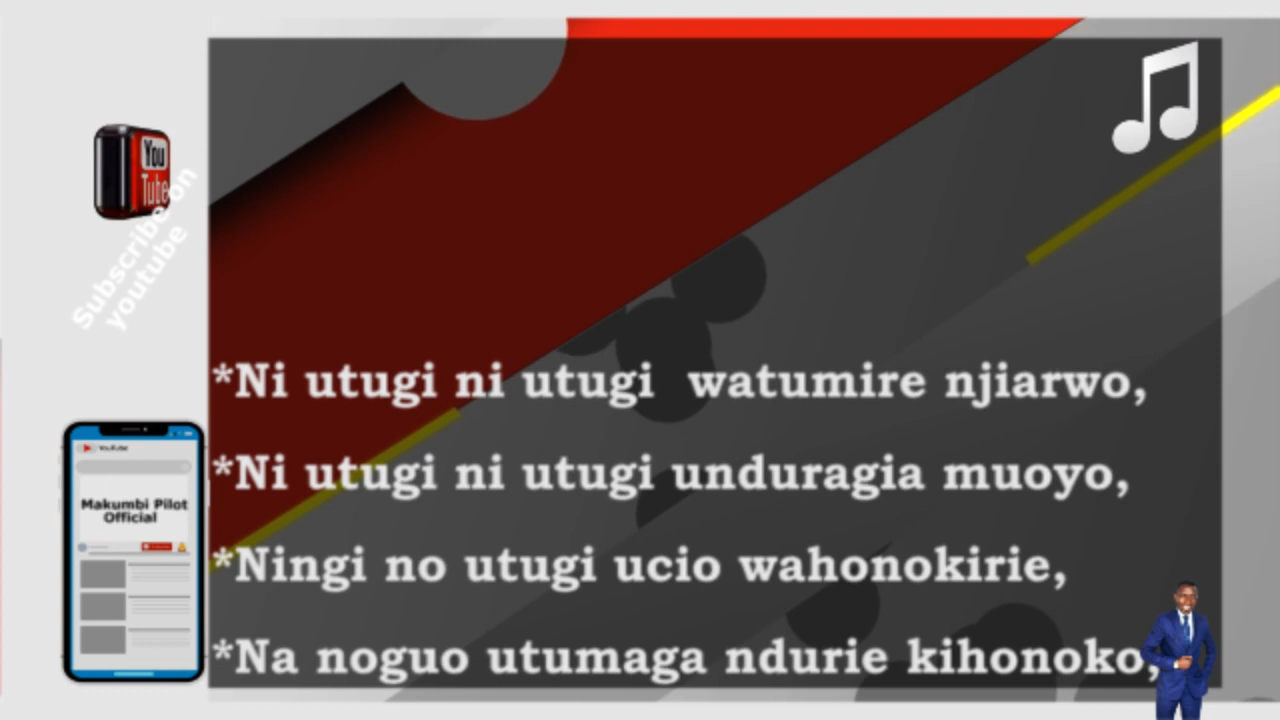 You
Tube
Subscribe on
youtube
*Ni utugi ni utugi watumire njiarwo,
*Ni utugi ni utugi unduragia muoyo,
YouTube
Makumbi Pilot
Official
*Ningi no utugi ucio wahonokirie,
*Na noguo utumaga ndurie kihonoko,